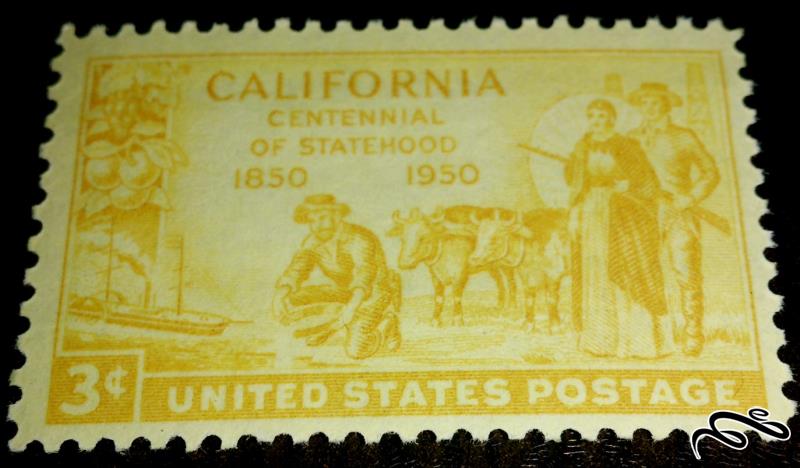 CALIFORNIA
CENTENNIAL
OF STATEHOOD
1850 1950
3¢
UNITED STATES POSTAGE